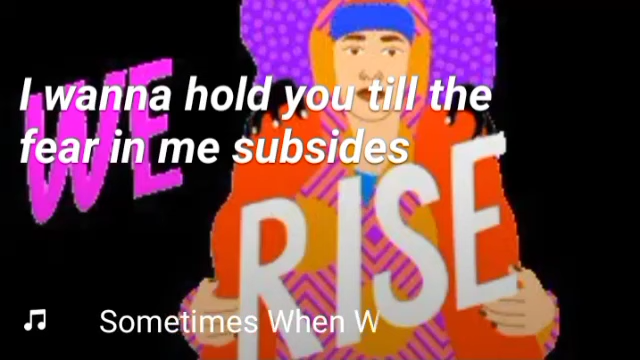 I wanna hold you till the
fear in me subsides
WE
RISE
Sometimes When W